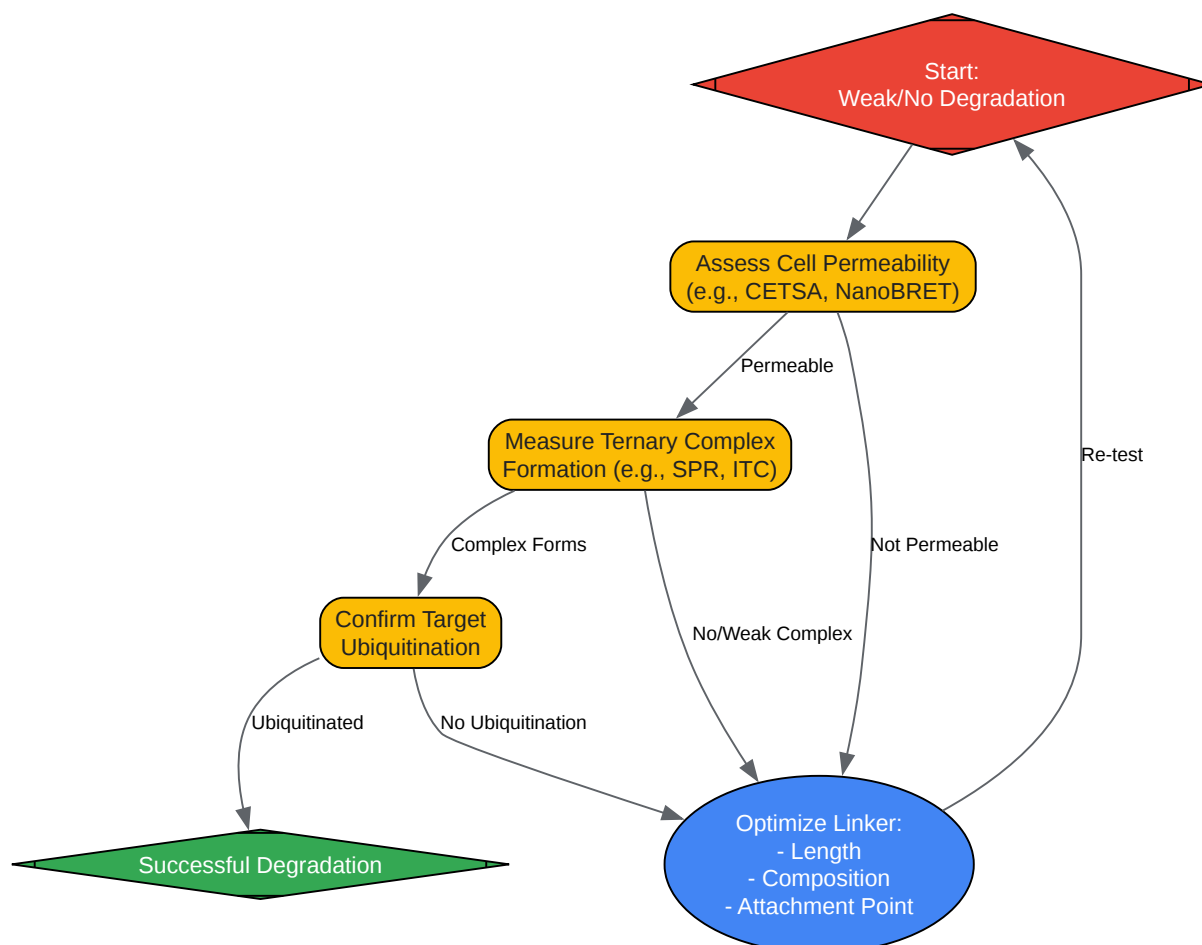 Start:
Weak/No Degradation
Assess Cell Permeability
(e.g., CETSA, NanoBRET)
Permeable
Measure Ternary Complex
Formation (e.g., SPR, ITC)
Re-test
Complex Forms
Not Permeable
Confirm Target
Ubiquitination
No/Weak Complex
Ubiquitinated
No Ubiquitination
Successful Degradation
Optimize Linker:
- Length
- Composition
- Attachment Point